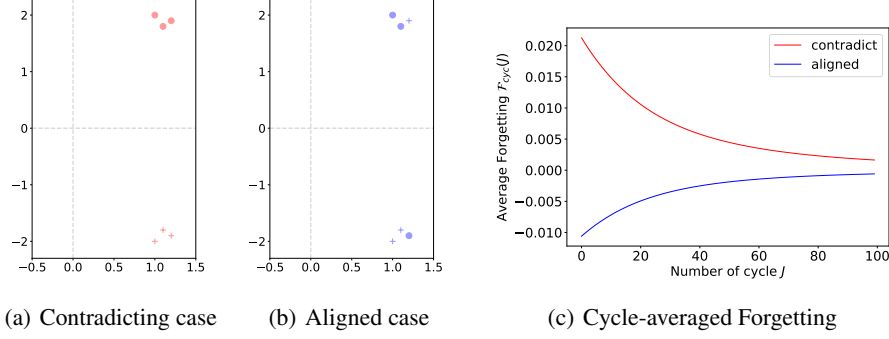 2
1
0
−1
−2
−0.5 0.0 0.5 1.0 1.5
(a) Contradicting case
2
1
0
−1
−2
−0.5 0.0 0.5 1.0 1.5
(b) Aligned case
Average Forgetting 𝓕cyc(J)
0.020
0.015
0.010
0.005
0.000
−0.005
−0.010
contradict
aligned
0 20 40 60 80 100
Number of cycle J
(c) Cycle-averaged Forgetting